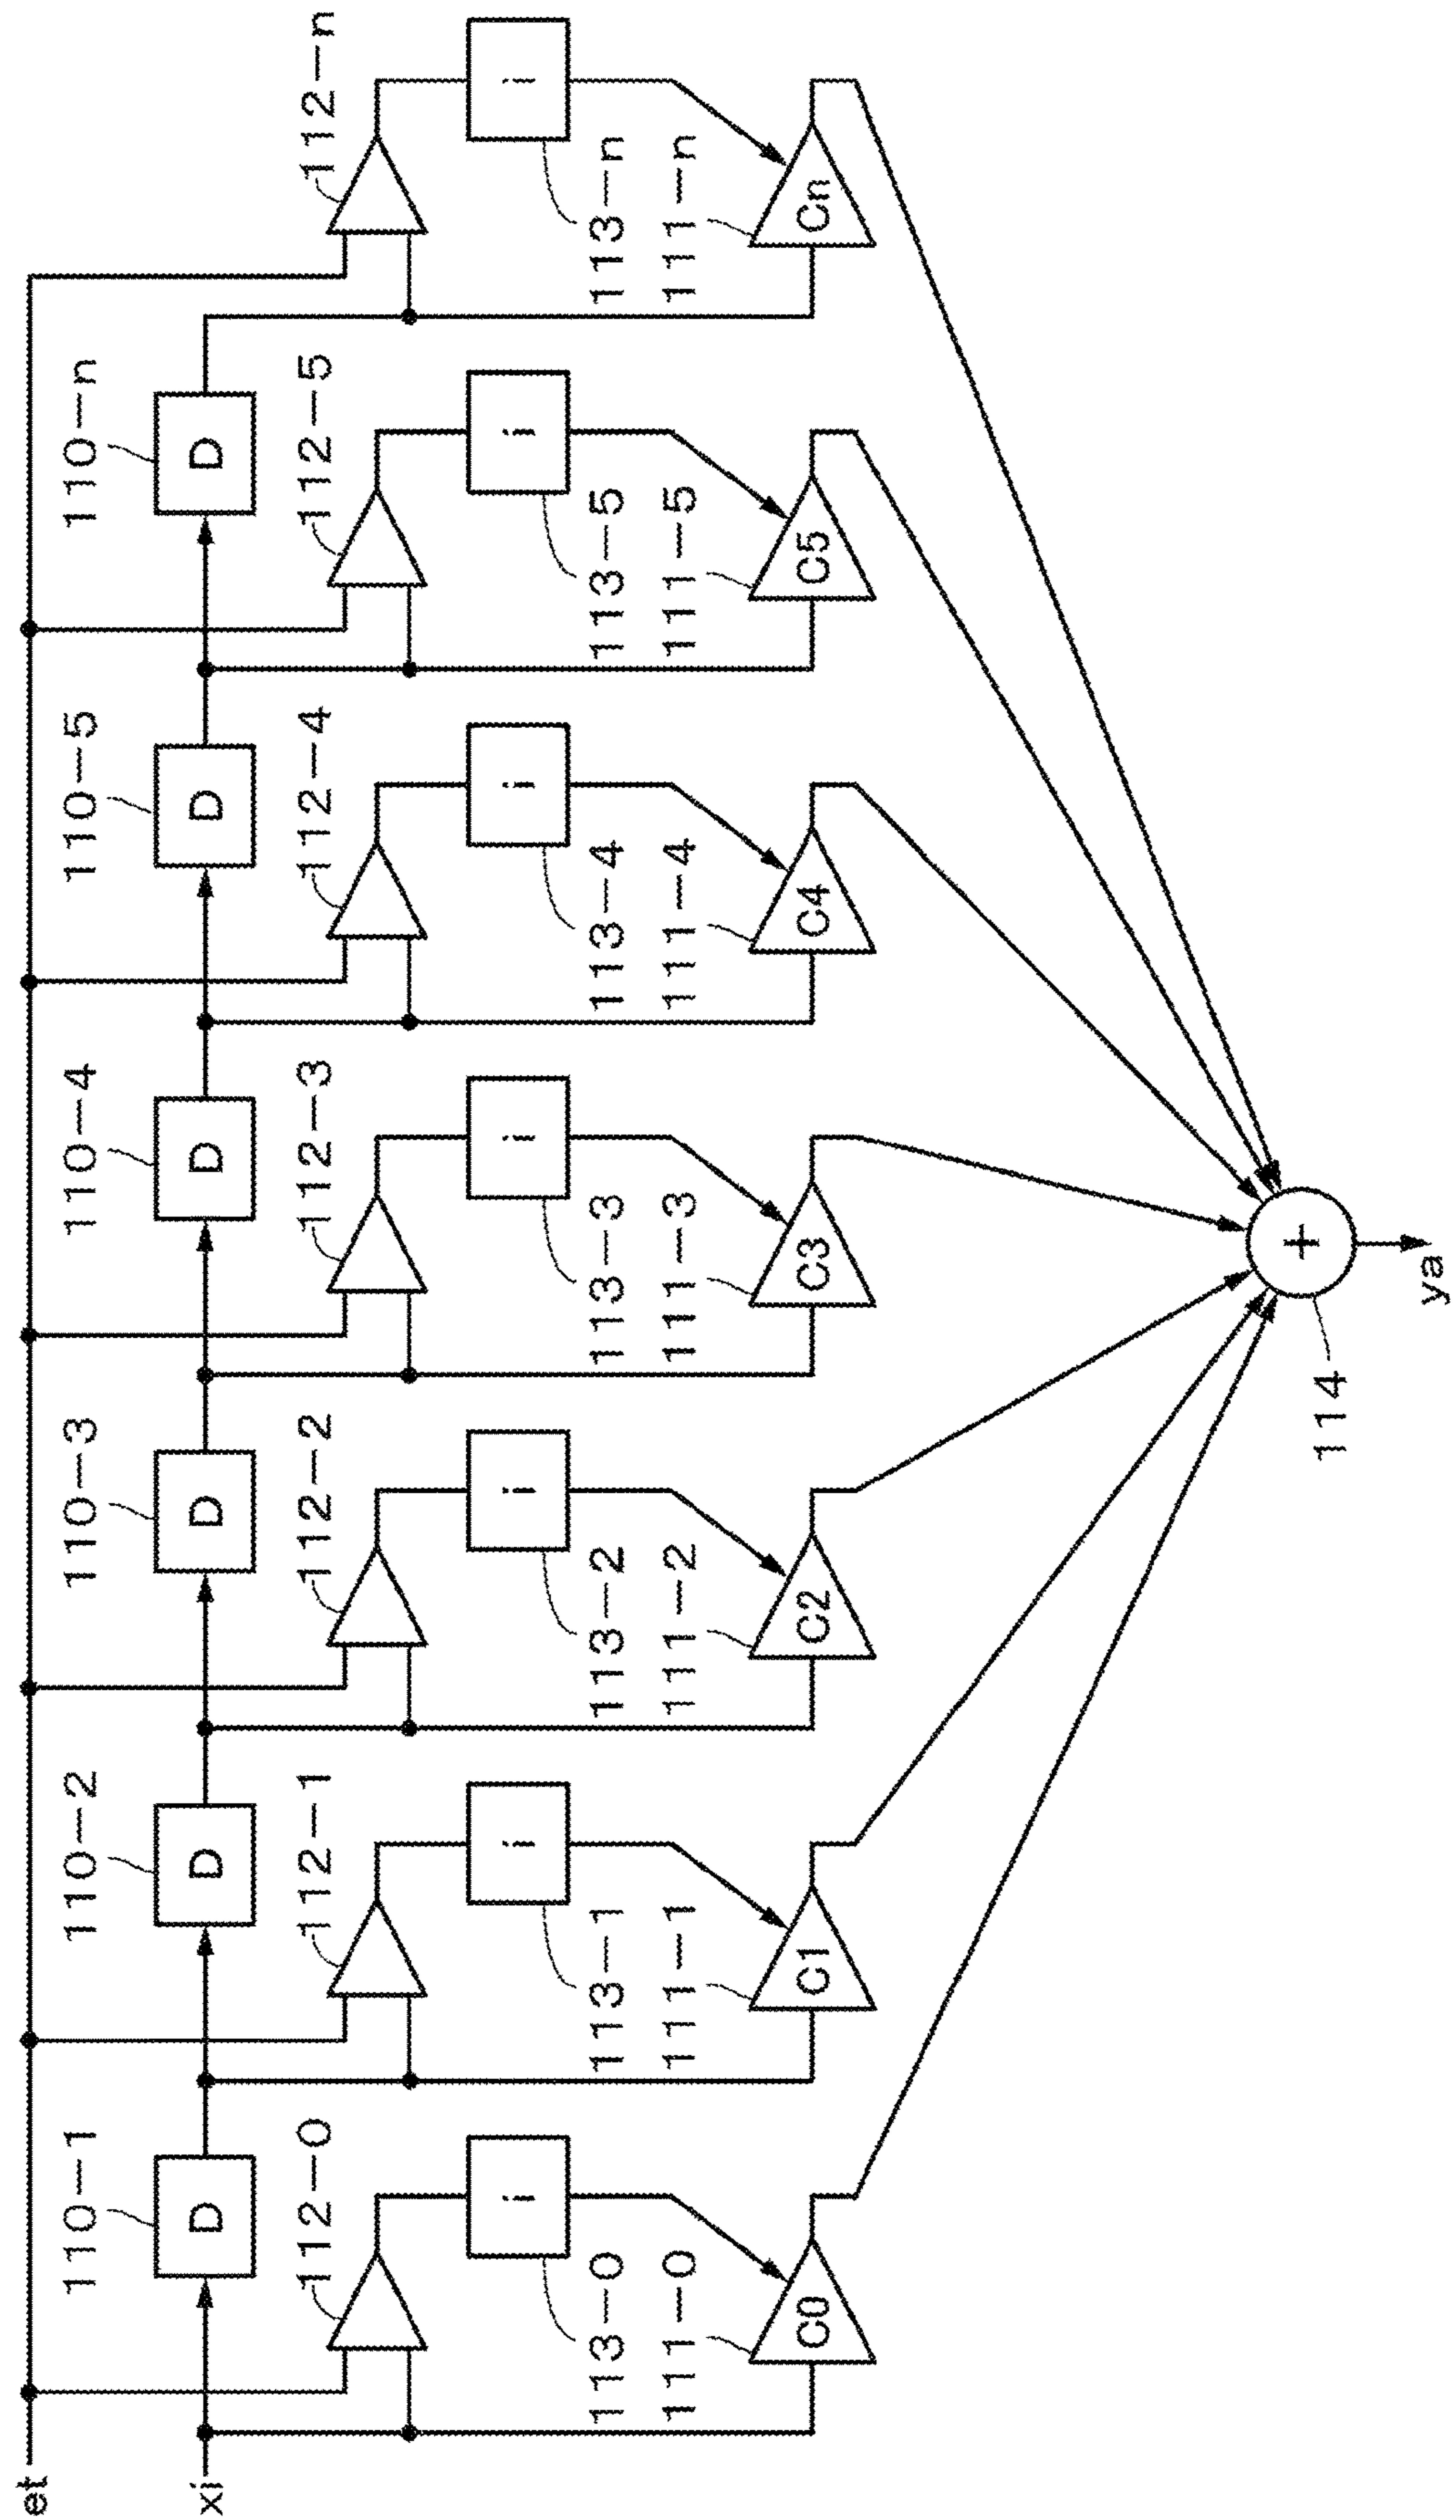 et
xi
110-1
110-2
110-3
110-4
110-5
110-n
D
D
D
D
D
D
112-0
112-1
112-2
112-3
112-4
112-5
112-n
i
i
i
i
i
i
i
113-0
113-1
113-2
113-3
113-4
113-5
113-n
111-0
111-1
111-2
111-3
111-4
111-5
111-n
C0
C1
C2
C3
C4
C5
Cn
+
114
ya